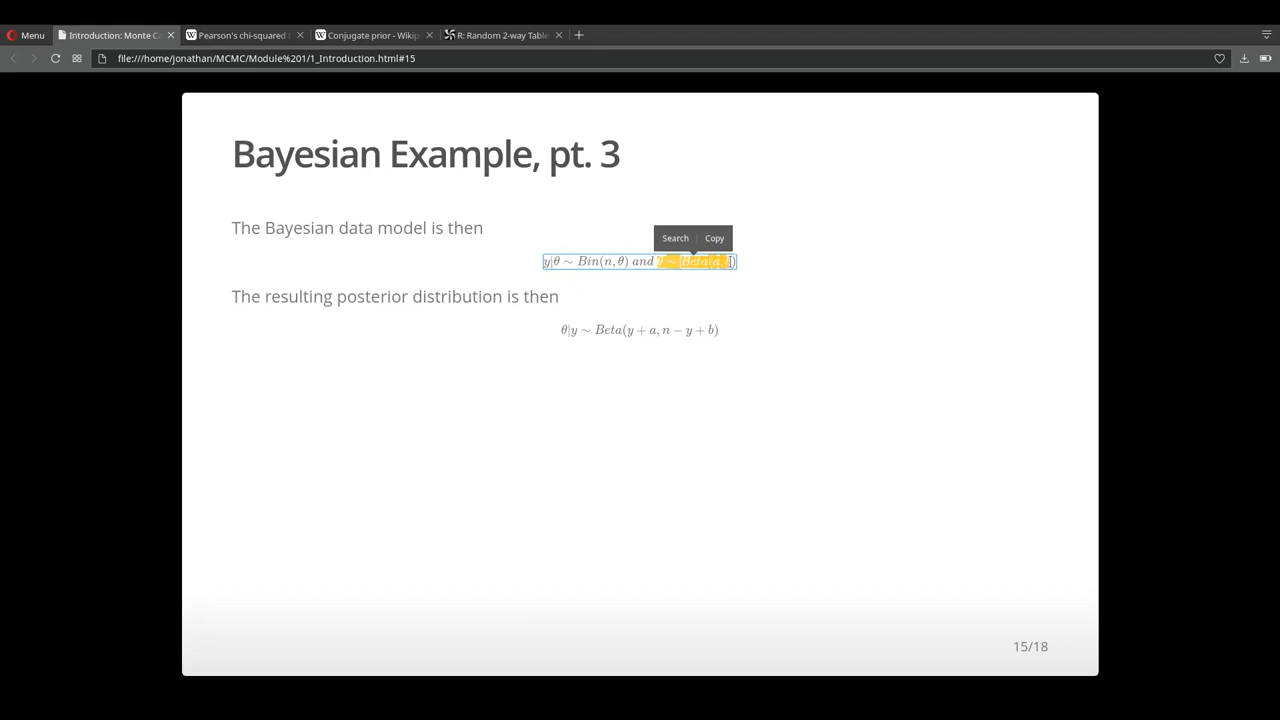 Menu
Introduction: Monte Ca
Pearson's chi-squared
Conjugate prior - Wikip
R: Random 2-way Table
file:///home/jonathan/MCMC/Module%201/1_Introduction.html#15
Bayesian Example, pt. 3
The Bayesian data model is then
Search Copy
y|θ ∼ Bin(n, θ) and θ ∼ Beta(a, )
The resulting posterior distribution is then
θ|y ∼ Beta(y + a, n − y + b)
15/18